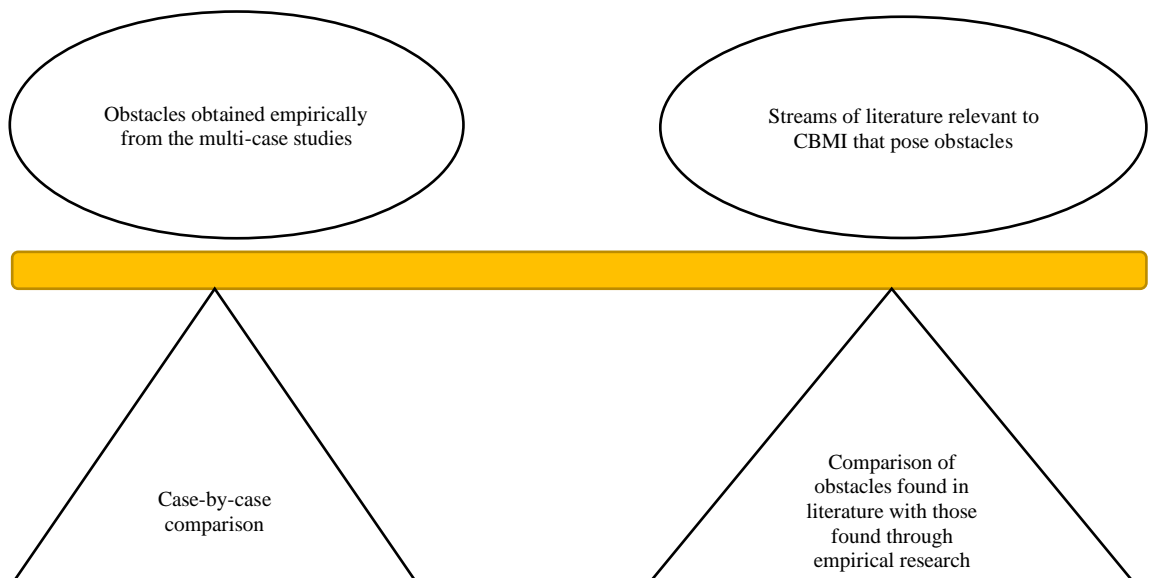 Obstacles obtained empirically
from the multi-case studies
Streams of literature relevant to
CBMI that pose obstacles
Case-by-case
comparison
Comparison of
obstacles found in
literature with those
found through
empirical research